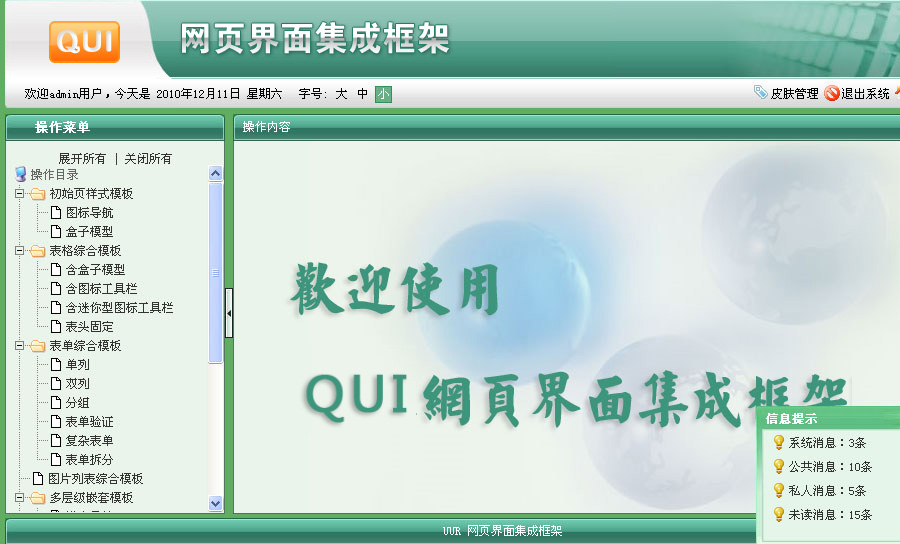 QUI 网页界面集成框架
欢迎admin用户，今天是 2010年12月11日 星期六 字号: 大 中 小
皮肤管理 退出系统
操作菜单
展开所有 | 关闭所有
操作目录
初始页样式模板
图标导航
盒子模型
表格综合模板
含盒子模型
含图标工具栏
含迷你型图标工具栏
表头固定
表单综合模板
单列
双列
分组
表单验证
复杂表单
表单拆分
图片列表综合模板
多层级嵌套模板
操作内容
歡迎使用
QUI 網頁界面集成框架
信息提示
系统消息：3条
公共消息：10条
私人消息：5条
未读消息：15条
UUR 网页界面集成框架